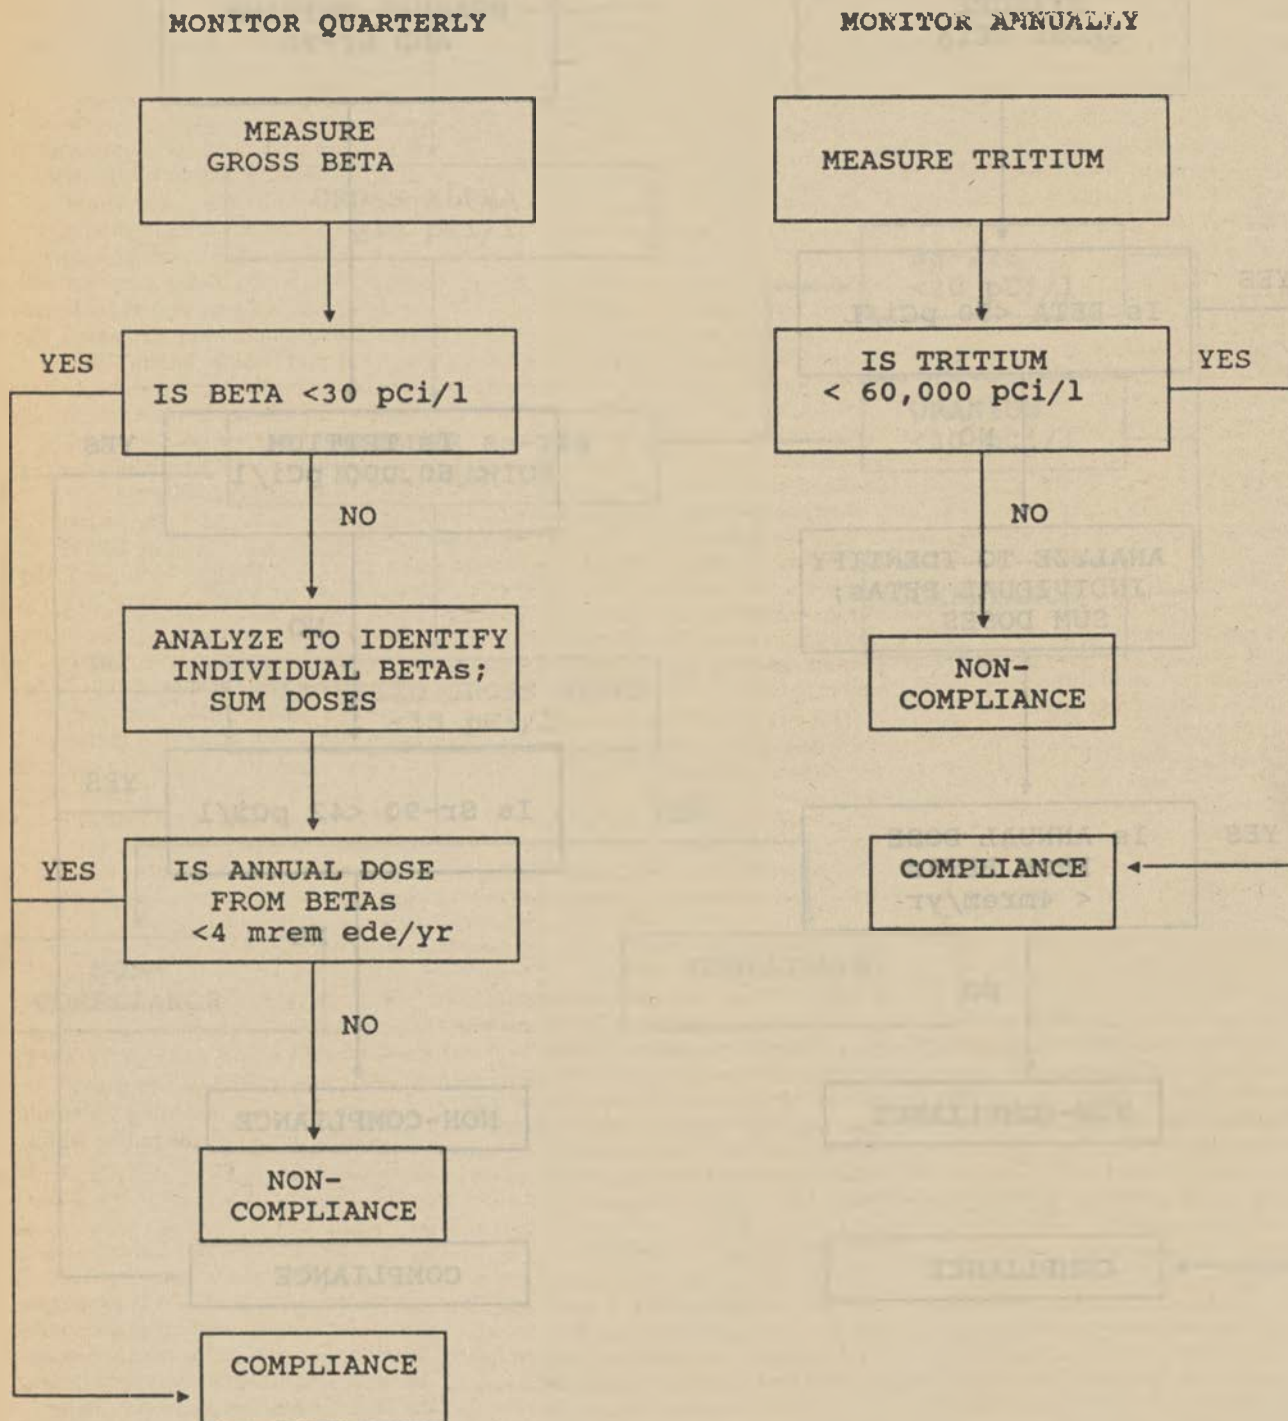 MONITOR QUARTERLY
MEASURE
GROSS BETA
YES
IS BETA <30 pCi/l
NO
ANALYZE TO IDENTIFY
INDIVIDUAL BETAs;
SUM DOSES
YES
IS ANNUAL DOSE
FROM BETAs
<4 mrem ede/yr
NO
NON-
COMPLIANCE
COMPLIANCE
MONITOR ANNUALLY
MEASURE TRITIUM
IS TRITIUM
< 60,000 pCi/l
YES
NO
NON-
COMPLIANCE
COMPLIANCE